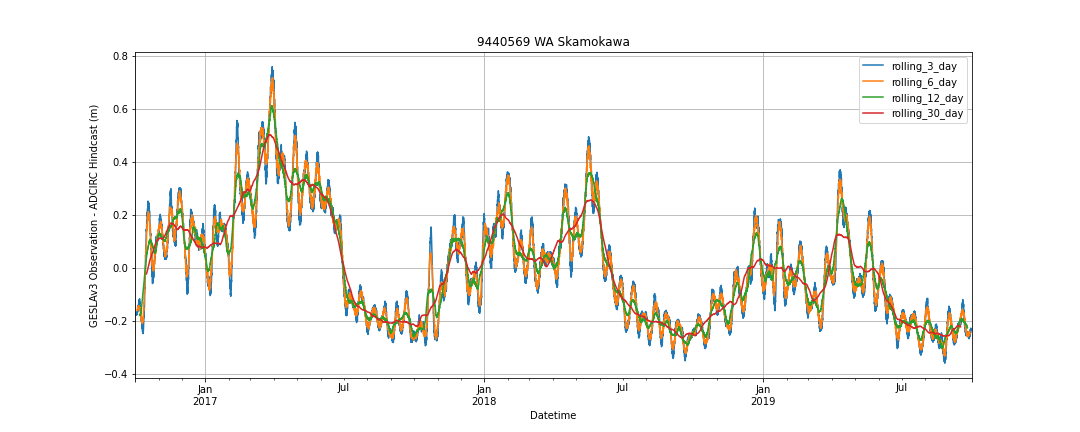 9440569 WA Skamokawa
rolling_3_day
rolling_6_day
rolling_12_day
rolling_30_day
GESLAv3 Observation - ADCIRC Hindcast (m)
0.8
0.6
0.4
0.2
0.0
−0.2
−0.4
Jan
2017
Jul
Jan
2018
Jul
Jan
2019
Jul
Datetime